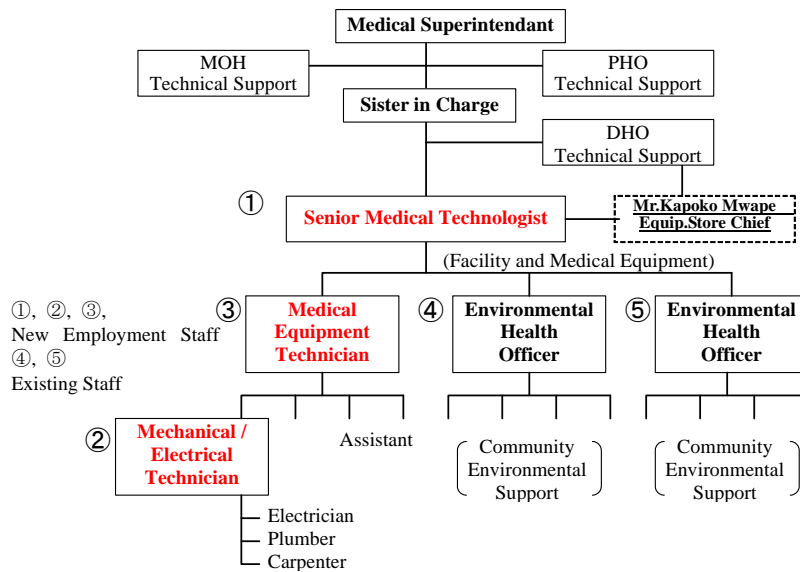 Medical Superintendant
MOH
Technical Support
PHO
Technical Support
Sister in Charge
DHO
Technical Support
①
Senior Medical Technologist
Mr.Kapoko Mwape
Equip.Store Chief
(Facility and Medical Equipment)
①, ②, ③,
New Employment Staff
④, ⑤
Existing Staff
③
Medical
Equipment
Technician
④
Environmental
Health
Officer
⑤
Environmental
Health
Officer
②
Mechanical /
Electrical
Technician
Assistant
Community
Environmental
Support
Community
Environmental
Support
Electrician
Plumber
Carpenter